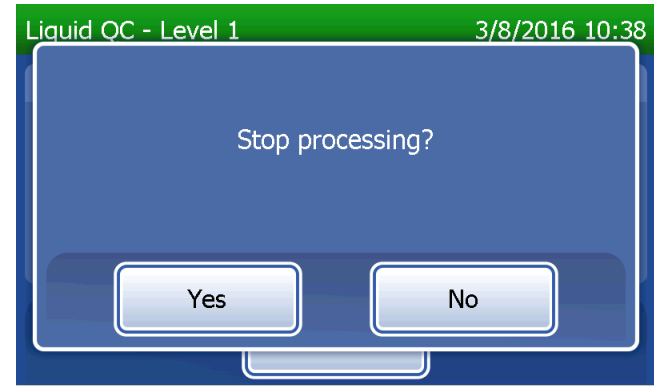 Liquid QC - Level 1 3/8/2016 10:38
Stop processing?
Yes No